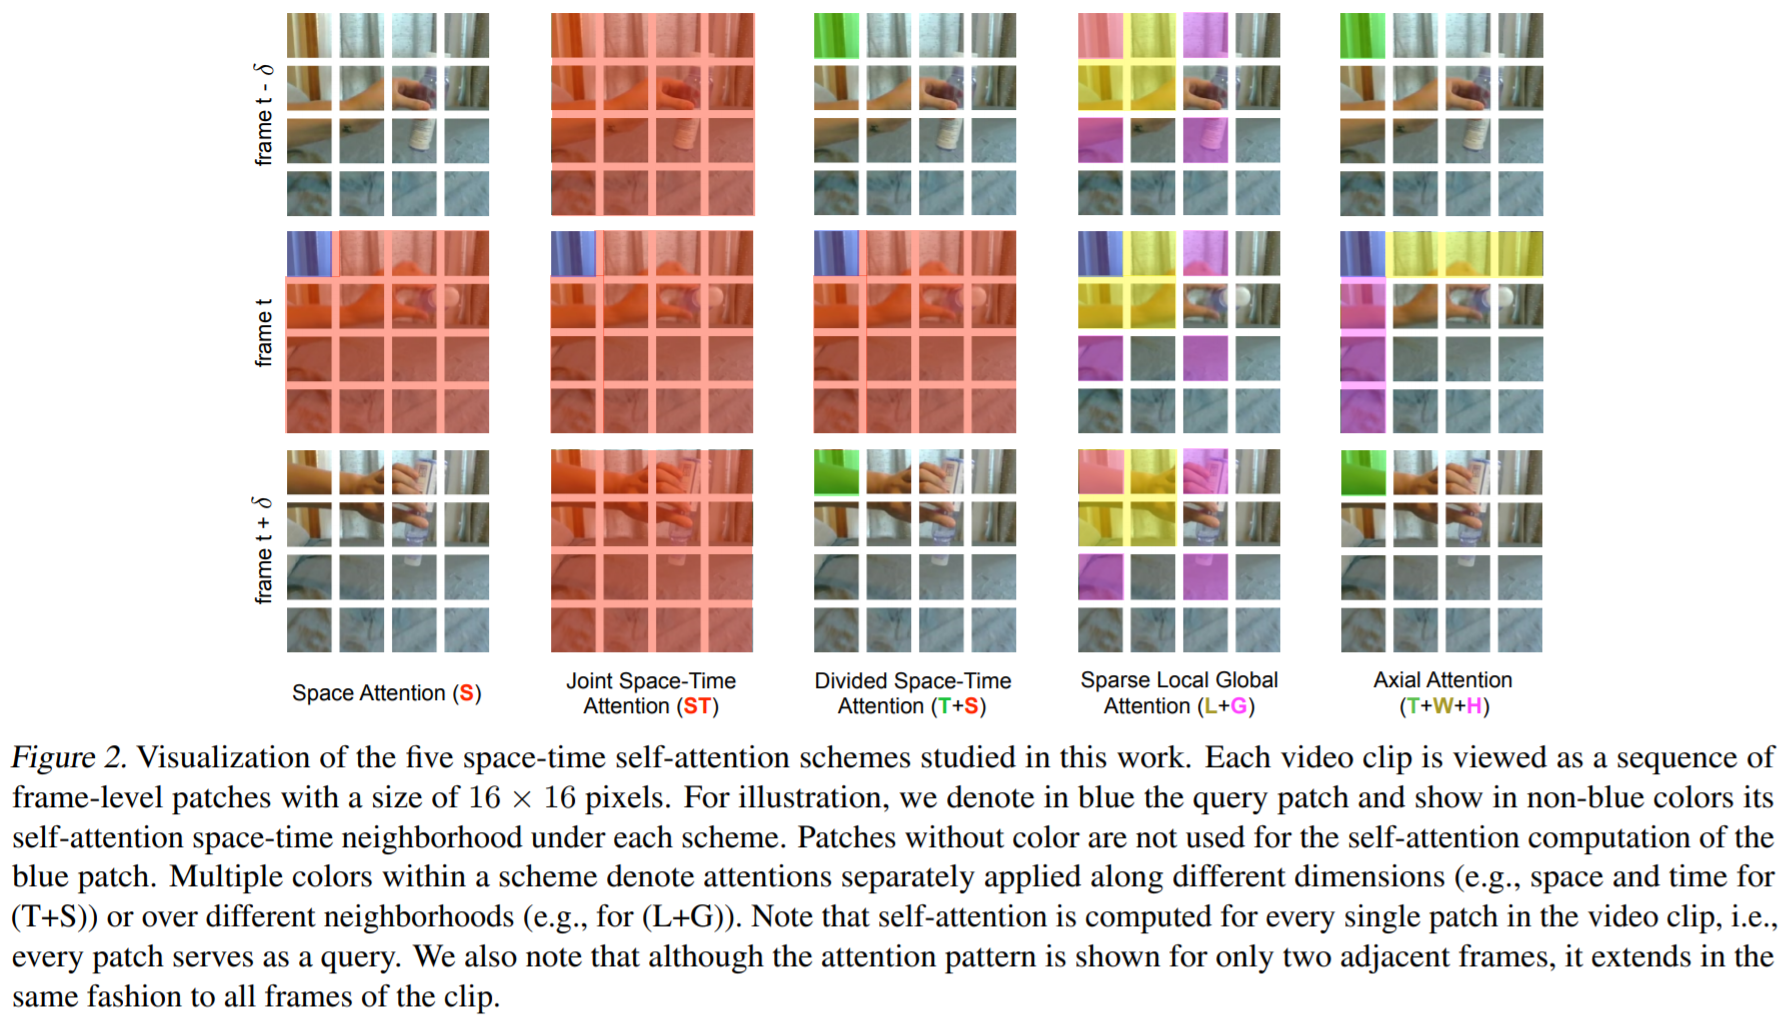 frame t - δ
frame t
frame t + δ
Space Attention (S)
Joint Space-Time
Attention (ST)
Divided Space-Time
Attention (T+S)
Sparse Local Global
Attention (L+G)
Axial Attention
(T+W+H)
Figure 2. Visualization of the five space-time self-attention schemes studied in this work. Each video clip is viewed as a sequence of
frame-level patches with a size of 16 × 16 pixels. For illustration, we denote in blue the query patch and show in non-blue colors its
self-attention space-time neighborhood under each scheme. Patches without color are not used for the self-attention computation of the
blue patch. Multiple colors within a scheme denote attentions separately applied along different dimensions (e.g., space and time for
(T+S)) or over different neighborhoods (e.g., for (L+G)). Note that self-attention is computed for every single patch in the video clip, i.e.,
every patch serves as a query. We also note that although the attention pattern is shown for only two adjacent frames, it extends in the
same fashion to all frames of the clip.